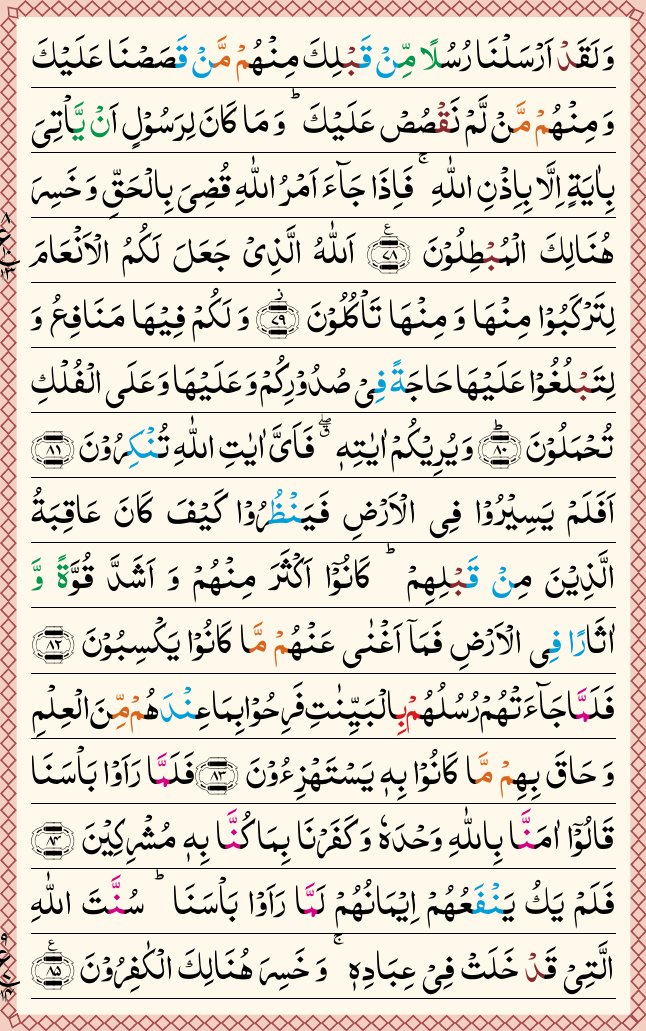 وَلَقَدْ اَرْسَلْنَا رُسُلًا مِّنْ قَبْلِكَ مِنْهُمْ مَّنْ قَصَصْنَا عَلَيْكَ
وَمِنْهُمْ مَّنْ لَّمْ نَقْصُصْ عَلَيْكَ ؕ وَمَا كَانَ لِرَسُوْلٍ اَنْ يَّاْتِىَ
بِاٰيَةٍ اِلَّا بِاِذْنِ اللّٰهِ ۚ فَاِذَا جَآءَ اَمْرُ اللّٰهِ قُضِىَ بِالْحَقِّ وَخَسِرَ
هُنَالِكَ الْمُبْطِلُوْنَ ﴿۷۸﴾ اَللّٰهُ الَّذِىْ جَعَلَ لَكُمُ الْاَنْعَامَ
لِتَرْكَبُوْا مِنْهَا وَمِنْهَا تَاْكُلُوْنَ ﴿۷۹﴾ وَلَكُمْ فِيْهَا مَنَافِعُ وَ
لِتَبْلُغُوْا عَلَيْهَا حَاجَةً فِىْ صُدُوْرِكُمْ وَعَلَيْهَا وَعَلَى الْفُلْكِ
تُحْمَلُوْنَ ﴿۸۰﴾ وَيُرِيْكُمْ اٰيٰتِهٖ ۖ فَاَىَّ اٰيٰتِ اللّٰهِ تُنْكِرُوْنَ ﴿۸۱﴾
اَفَلَمْ يَسِيْرُوْا فِى الْاَرْضِ فَيَنْظُرُوْا كَيْفَ كَانَ عَاقِبَةُ
الَّذِيْنَ مِنْ قَبْلِهِمْ ؕ كَانُوْٓا اَكْثَرَ مِنْهُمْ وَ اَشَدَّ قُوَّةً وَّ
اٰثَارًا فِى الْاَرْضِ فَمَآ اَغْنٰى عَنْهُمْ مَّا كَانُوْا يَكْسِبُوْنَ ﴿۸۲﴾
فَلَمَّا جَآءَتْهُمْ رُسُلُهُمْ بِالْبَيِّنٰتِ فَرِحُوْا بِمَا عِنْدَهُمْ مِّنَ الْعِلْمِ
وَحَاقَ بِهِمْ مَّا كَانُوْا بِهٖ يَسْتَهْزِءُوْنَ ﴿۸۳﴾ فَلَمَّا رَاَوْا بَاْسَنَا
قَالُوْٓا اٰمَنَّا بِاللّٰهِ وَحْدَهٗ وَكَفَرْنَا بِمَا كُنَّا بِهٖ مُشْرِكِيْنَ ﴿۸۴﴾
فَلَمْ يَكُ يَنْفَعُهُمْ اِيْمَانُهُمْ لَمَّا رَاَوْا بَاْسَنَا ؕ سُنَّتَ اللّٰهِ
الَّتِىْ قَدْ خَلَتْ فِىْ عِبَادِهٖ ۚ وَخَسِرَ هُنَالِكَ الْكٰفِرُوْنَ ﴿۸۵﴾